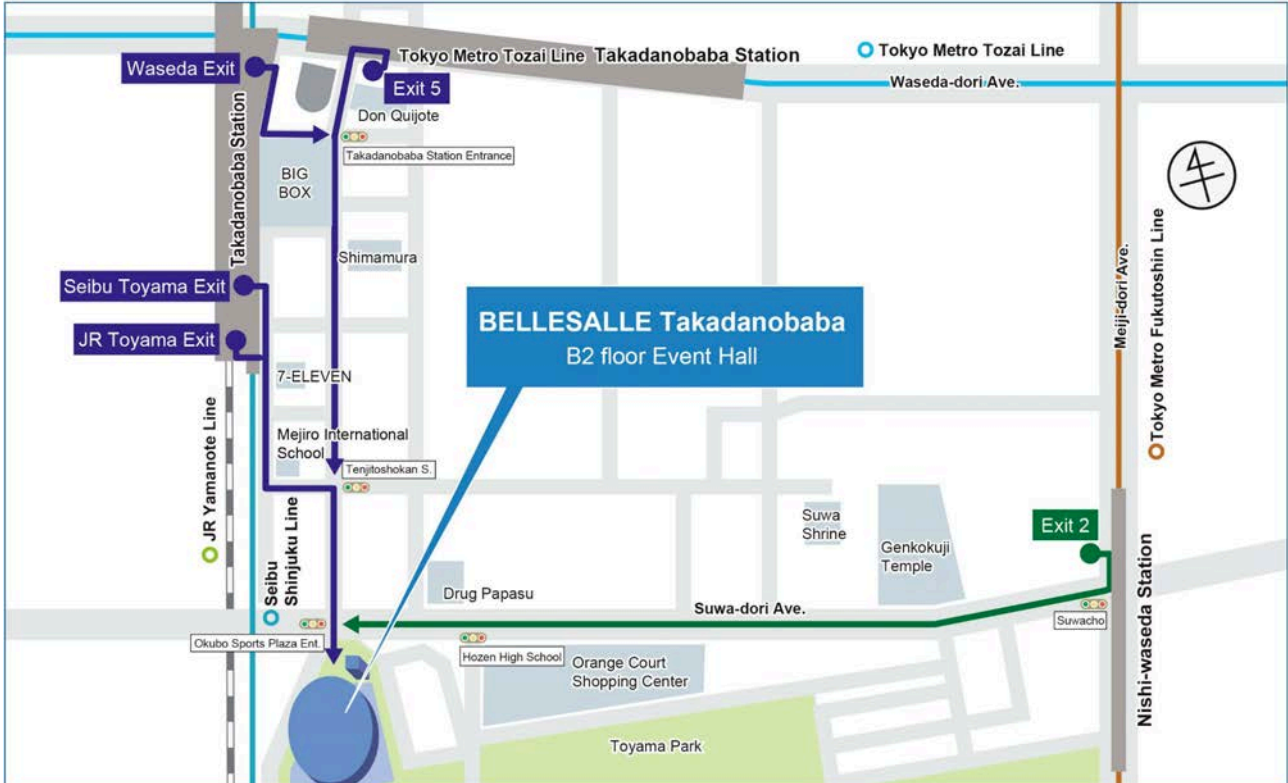 Waseda Exit
Tokyo Metro Tozai Line Takadanobaba Station
Tokyo Metro Tozai Line
Waseda-dori Ave.
Exit 5
Don Quijote
Takadanobaba Station Entrance
Takadanobaba Station
BIG
BOX
Shimamura
Seibu Toyama Exit
JR Toyama Exit
BELLESALLE Takadanobaba
B2 floor Event Hall
Meiji-dori Ave.
Tokyo Metro Fukutoshin Line
7-ELEVEN
Mejiro International
School
Tenjitoshokan S.
JR Yamanote Line
Seibu
Shinjuku Line
Suwa
Shrine
Genkokuji
Temple
Exit 2
Nishi-waseda Station
Drug Papasu
Suwa-dori Ave.
Suwacho
Okubo Sports Plaza Ent.
Hozen High School
Orange Court
Shopping Center
Toyama Park